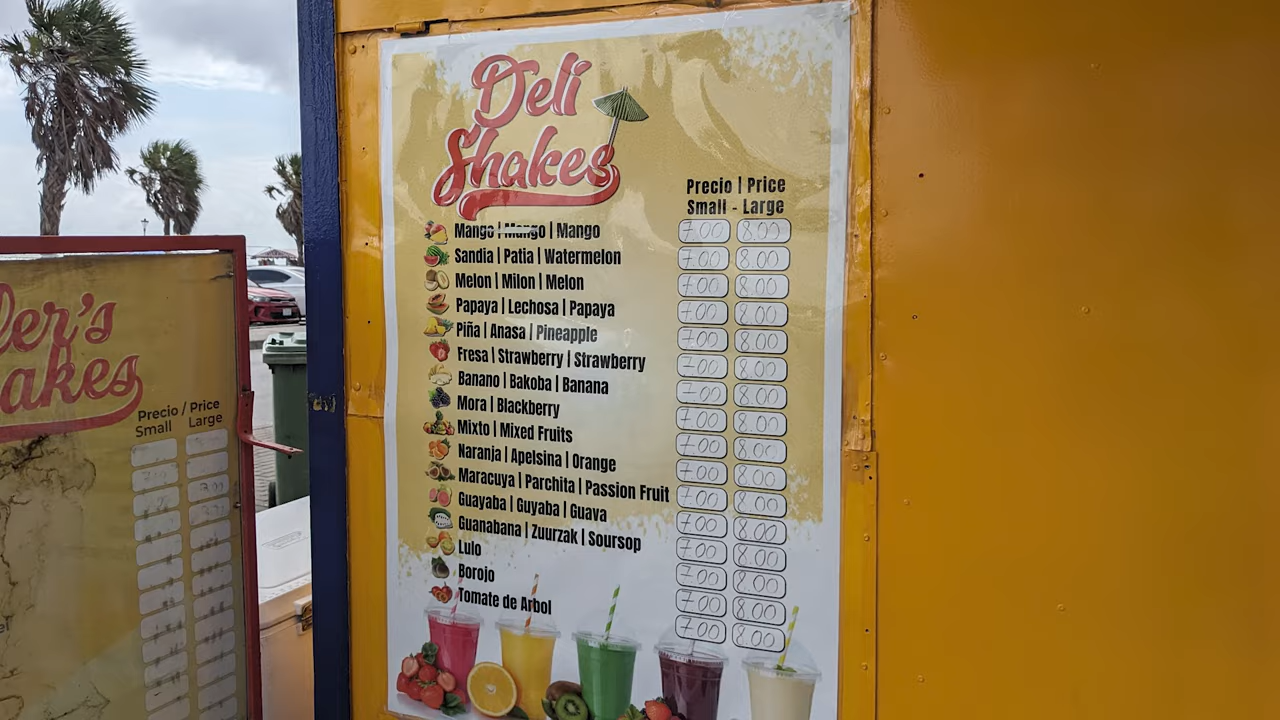 Deli
Shakes
Precio | Price
Small - Large
Mango | Mango | Mango 7.00 8.00
Sandia | Patia | Watermelon 7.00 8.00
Melon | Milon | Melon 7.00 8.00
Papaya | Lechosa | Papaya 7.00 8.00
Piña | Anasa | Pineapple 7.00 8.00
Fresa | Strawberry | Strawberry 7.00 8.00
Banano | Bakoba | Banana 7.00 8.00
Mora | Blackberry 7.00 8.00
Mixto | Mixed Fruits 7.00 8.00
Naranja | Apelsina | Orange 7.00 8.00
Maracuya | Parchita | Passion Fruit 7.00 8.00
Guayaba | Guyaba | Guava 7.00 8.00
Guanabana | Zuurzak | Soursop 7.00 8.00
Lulo 7.00 8.00
Borojo 7.00 8.00
Tomate de Arbol 7.00 8.00
ler's
akes
Precio / Price
Small Large